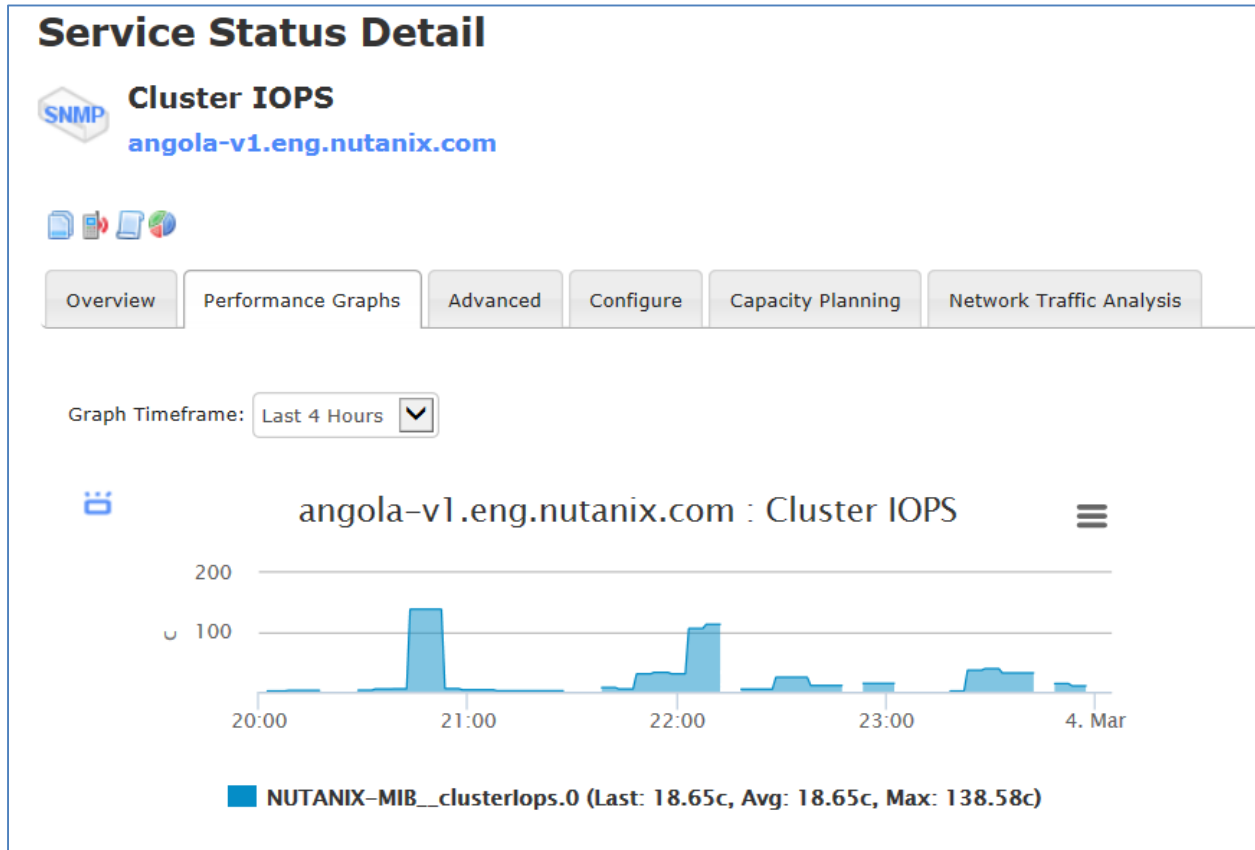 Service Status Detail
SNMP
Cluster IOPS
angola-v1.eng.nutanix.com
Overview Performance Graphs Advanced Configure Capacity Planning Network Traffic Analysis
Graph Timeframe: Last 4 Hours
angola-v1.eng.nutanix.com : Cluster IOPS
200
c 100
20:00 21:00 22:00 23:00 4. Mar
NUTANIX-MIB__clusterIops.0 (Last: 18.65c, Avg: 18.65c, Max: 138.58c)